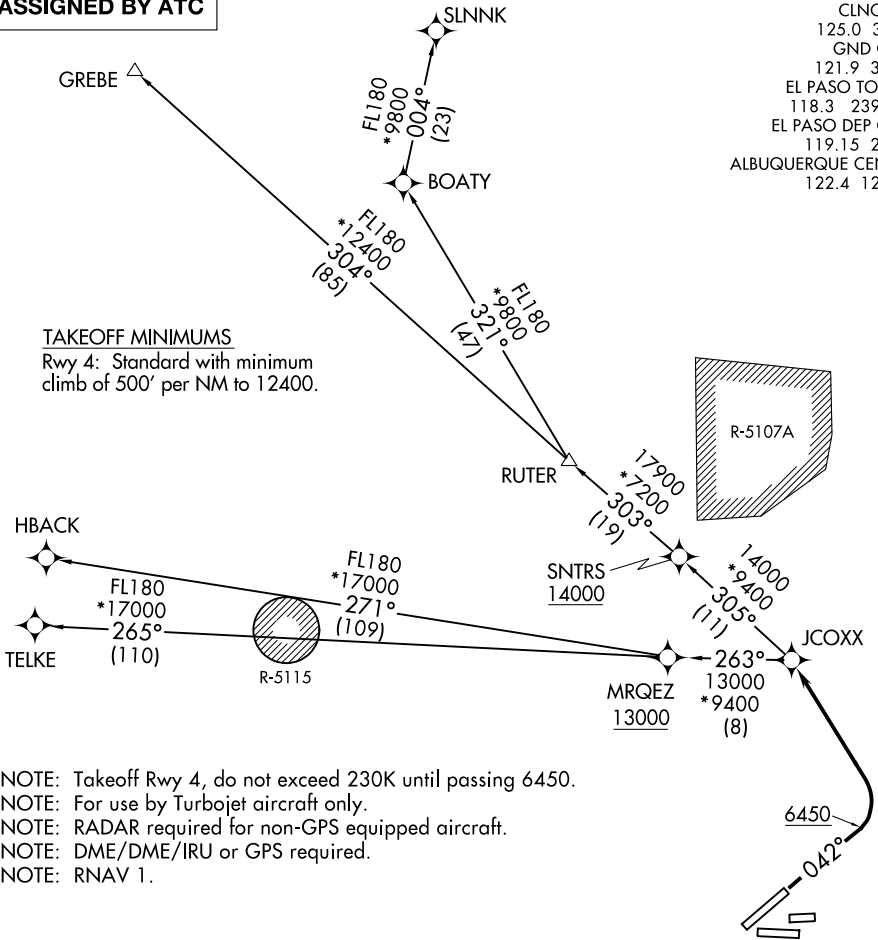 ASSIGNED BY ATC
CLNC
125.0 3
GND
121.9 3
EL PASO TO
118.3 239
EL PASO DEP
119.15 2
ALBUQUERQUE CEN
122.4 12
SLNNK
GREBE
FL180
*9800
004°
(23)
BOATY
FL180
*12400
304°
(85)
FL180
*9800
321°
(47)
TAKEOFF MINIMUMS
Rwy 4: Standard with minimum
climb of 500' per NM to 12400.
R-5107A
RUTER
17900
*7200
303°
(19)
HBACK
SNTRS
14000
14000
*9400
305°
(11)
FL180
*17000
271°
(109)
FL180
*17000
265°
(110)
TELKE
R-5115
JCOXX
MRQEZ
13000
263°
13000
*9400
(8)
NOTE: Takeoff Rwy 4, do not exceed 230K until passing 6450.
NOTE: For use by Turbojet aircraft only.
NOTE: RADAR required for non-GPS equipped aircraft.
NOTE: DME/DME/IRU or GPS required.
NOTE: RNAV 1.
6450
042°